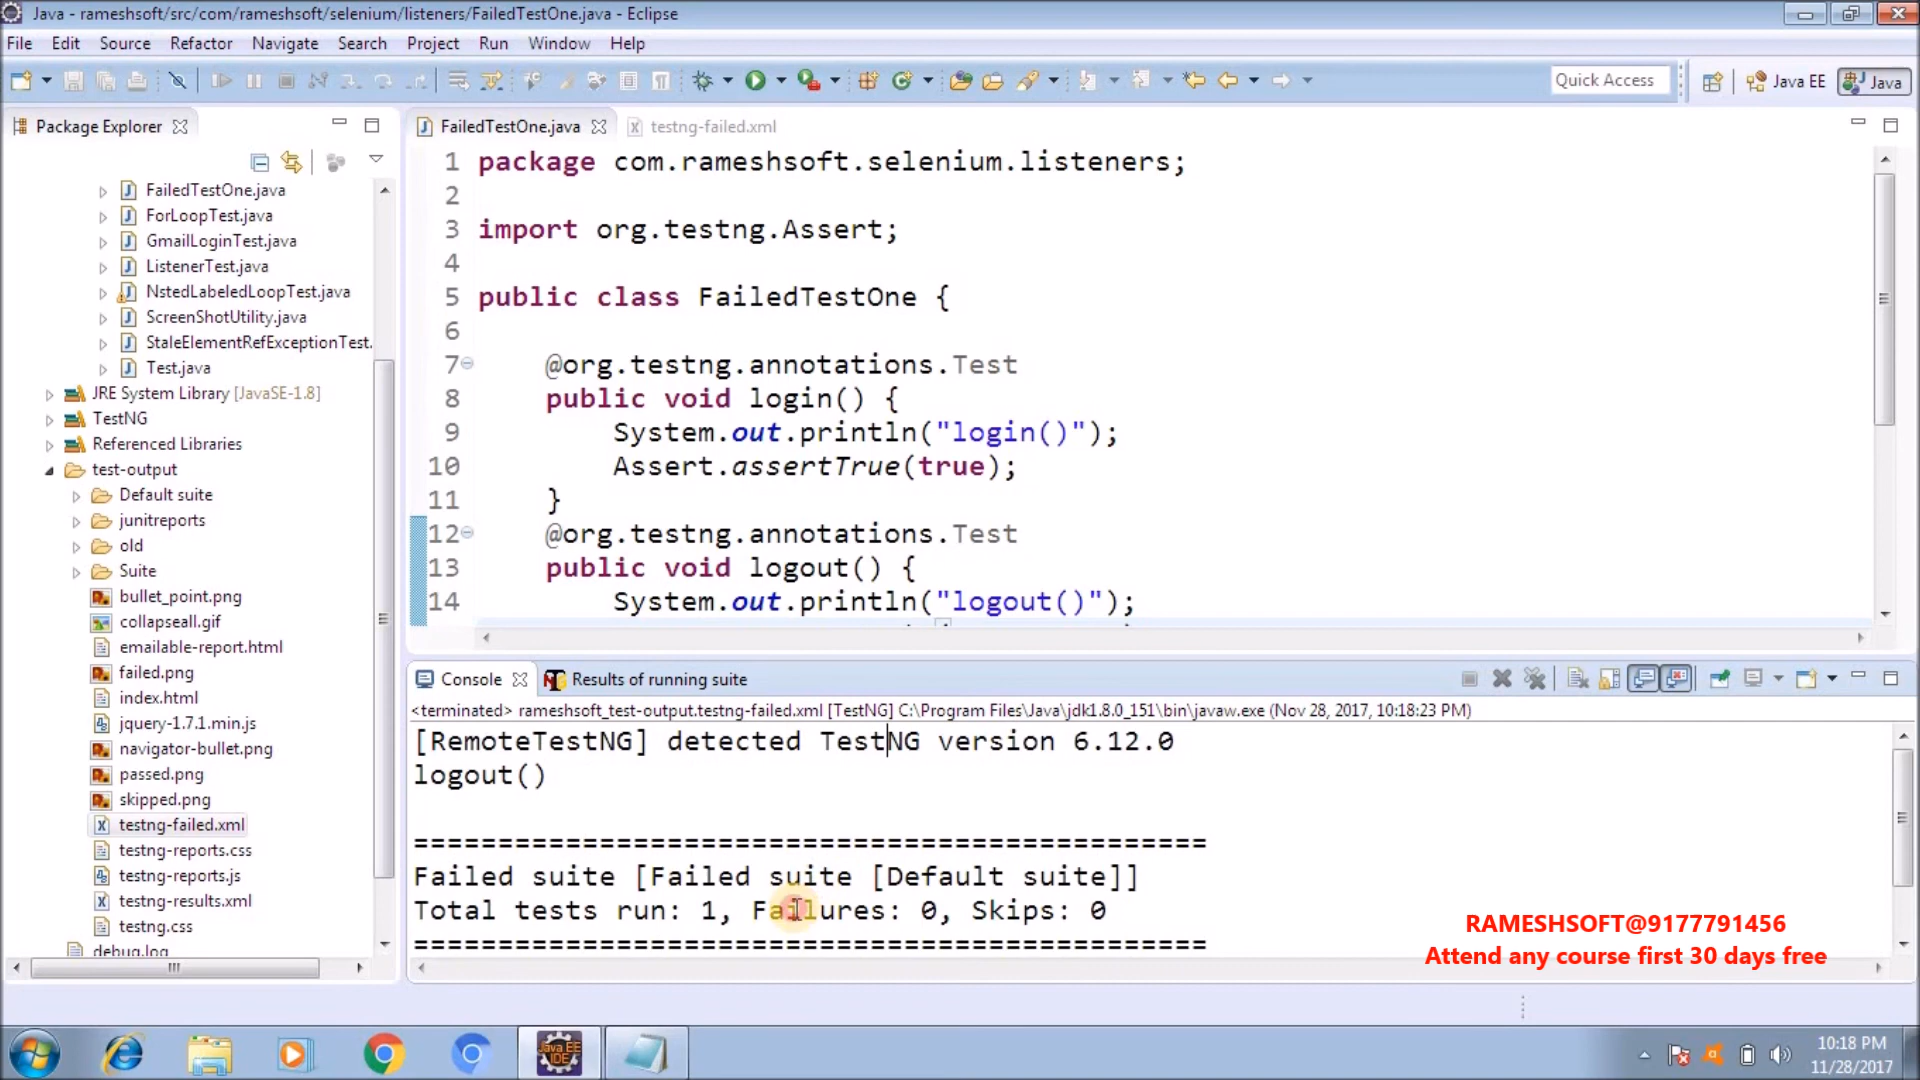 Java - rameshsoft/src/com/rameshsoft/selenium/listeners/FailedTestOne.java - Eclipse
File Edit Source Refactor Navigate Search Project Run Window Help
Quick Access
Java EE
Java
Package Explorer
FailedTestOne.java
ForLoopTest.java
GmailLoginTest.java
ListenerTest.java
NstedLabeledLoopTest.java
ScreenShotUtility.java
StaleElementRefExceptionTest.
Test.java
JRE System Library [JavaSE-1.8]
TestNG
Referenced Libraries
test-output
Default suite
junitreports
old
Suite
bullet_point.png
collapseall.gif
emailable-report.html
failed.png
index.html
jquery-1.7.1.min.js
navigator-bullet.png
passed.png
skipped.png
testng-failed.xml
testng-reports.css
testng-reports.js
testng-results.xml
testng.css
debug.log
FailedTestOne.java
testng-failed.xml
1 package com.rameshsoft.selenium.listeners;
2
3 import org.testng.Assert;
4
5 public class FailedTestOne {
6
7 @org.testng.annotations.Test
8 public void login() {
9 System.out.println("login()");
10 Assert.assertTrue(true);
11 }
12 @org.testng.annotations.Test
13 public void logout() {
14 System.out.println("logout()");
Console
Results of running suite
<terminated> rameshsoft_test-output.testng-failed.xml [TestNG] C:\Program Files\Java\jdk1.8.0_151\bin\javaw.exe (Nov 28, 2017, 10:18:23 PM)
[RemoteTestNG] detected TestNG version 6.12.0
logout()
===============================================
Failed suite [Failed suite [Default suite]]
Total tests run: 1, Failures: 0, Skips: 0
===============================================
RAMESHSOFT@9177791456
Attend any course first 30 days free
Java EE
IDE
10:18 PM
11/28/2017